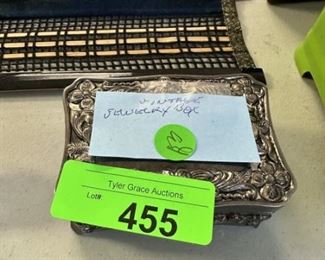 VINTAGE
JEWELRY BOX
Tyler Grace Auctions
Lot#:
455